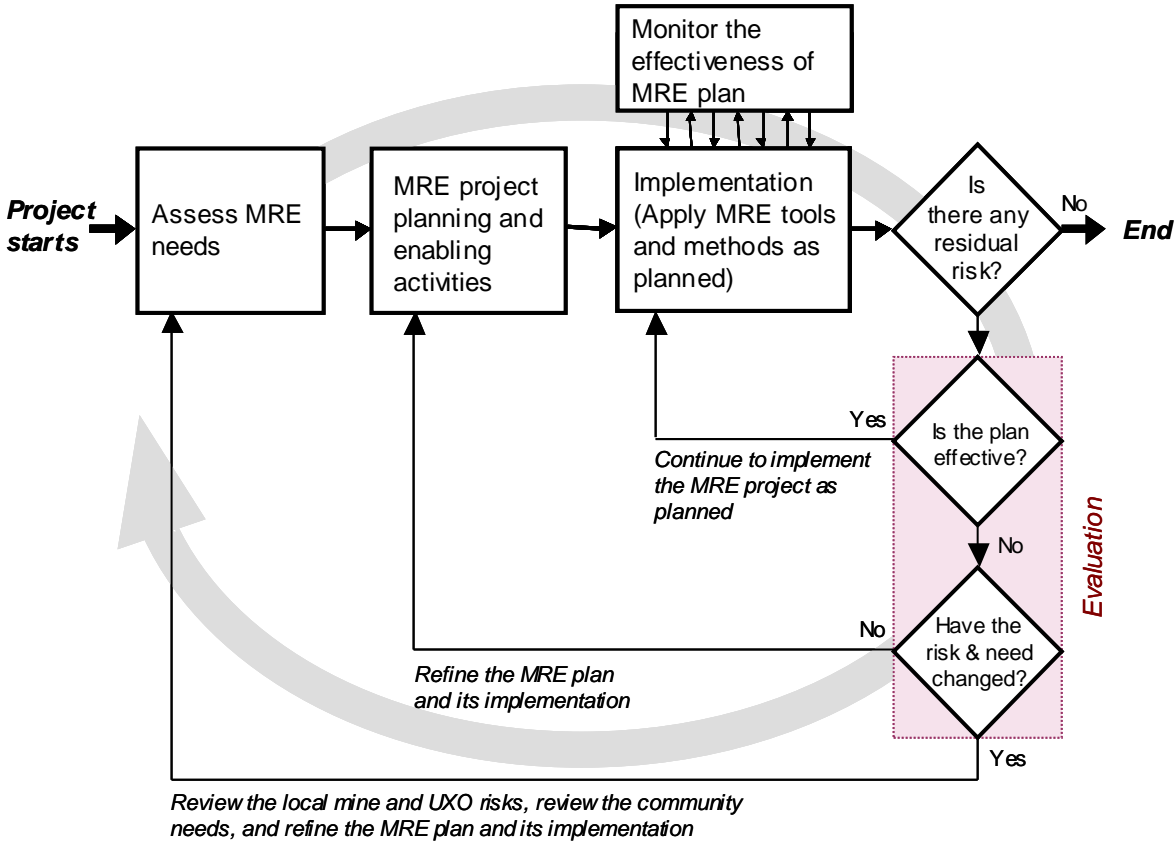 Monitor the
effectiveness of
MRE plan
Project
starts
Assess MRE
needs
MRE project
planning and
enabling
activities
Implementation
(Apply MRE tools
and methods as
planned)
Is
there any
residual
risk?
No
End
Yes
Is the plan
effective?
Continue to implement
the MRE project as
planned
No
Evaluation
No
Have the
risk & need
changed?
Refine the MRE plan
and its implementation
Yes
Review the local mine and UXO risks, review the community
needs, and refine the MRE plan and its implementation